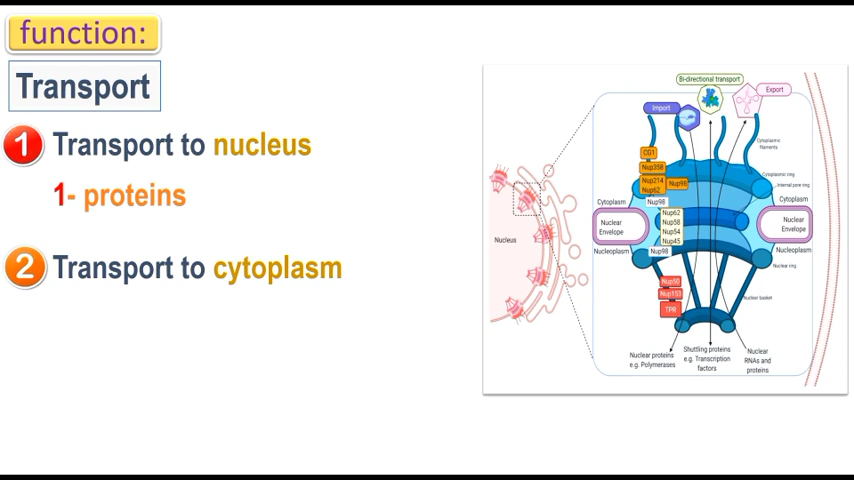 function:
Transport
1 Transport to nucleus
1- proteins
2 Transport to cytoplasm
Bi-directional transport
Import
Export
Cytoplasmic
filaments
CG1
Nup358
Nup214
Nup62
Nup98
Cytoplasmic ring
Internal pore ring
Cytoplasm
Nup98
Cytoplasm
Nuclear
Envelope
Nup62
Nup58
Nup54
Nup45
Nuclear
Envelope
Nucleus
Nucleoplasm
Nup98
Nucleoplasm
Nuclear ring
Nup50
Nup153
TPR
Nuclear basket
Nuclear proteins
e.g. Polymerases
Shuttling proteins
e.g. Transcription
factors
Nuclear
RNAs and
proteins